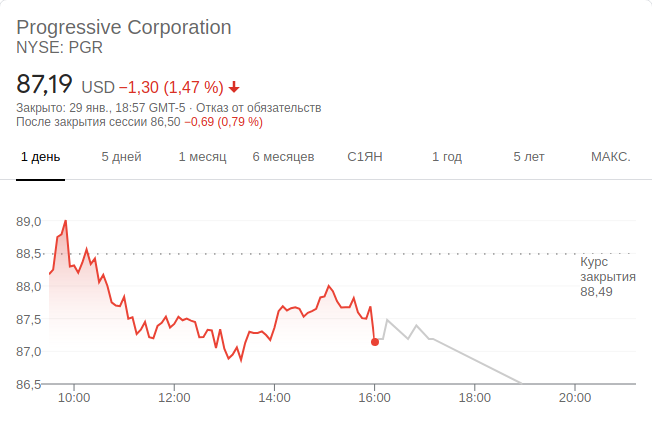 Progressive Corporation
NYSE: PGR
87,19 USD −1,30 (1,47 %)
Закрыто: 29 янв., 18:57 GMT-5 · Отказ от обязательств
После закрытия сессии 86,50 −0,69 (0,79 %)
1 день 5 дней 1 месяц 6 месяцев С1ЯН 1 год 5 лет МАКС.
89,0
88,5
Курс
закрытия
88,49
88,0
87,5
87,0
86,5
10:00 12:00 14:00 16:00 18:00 20:00